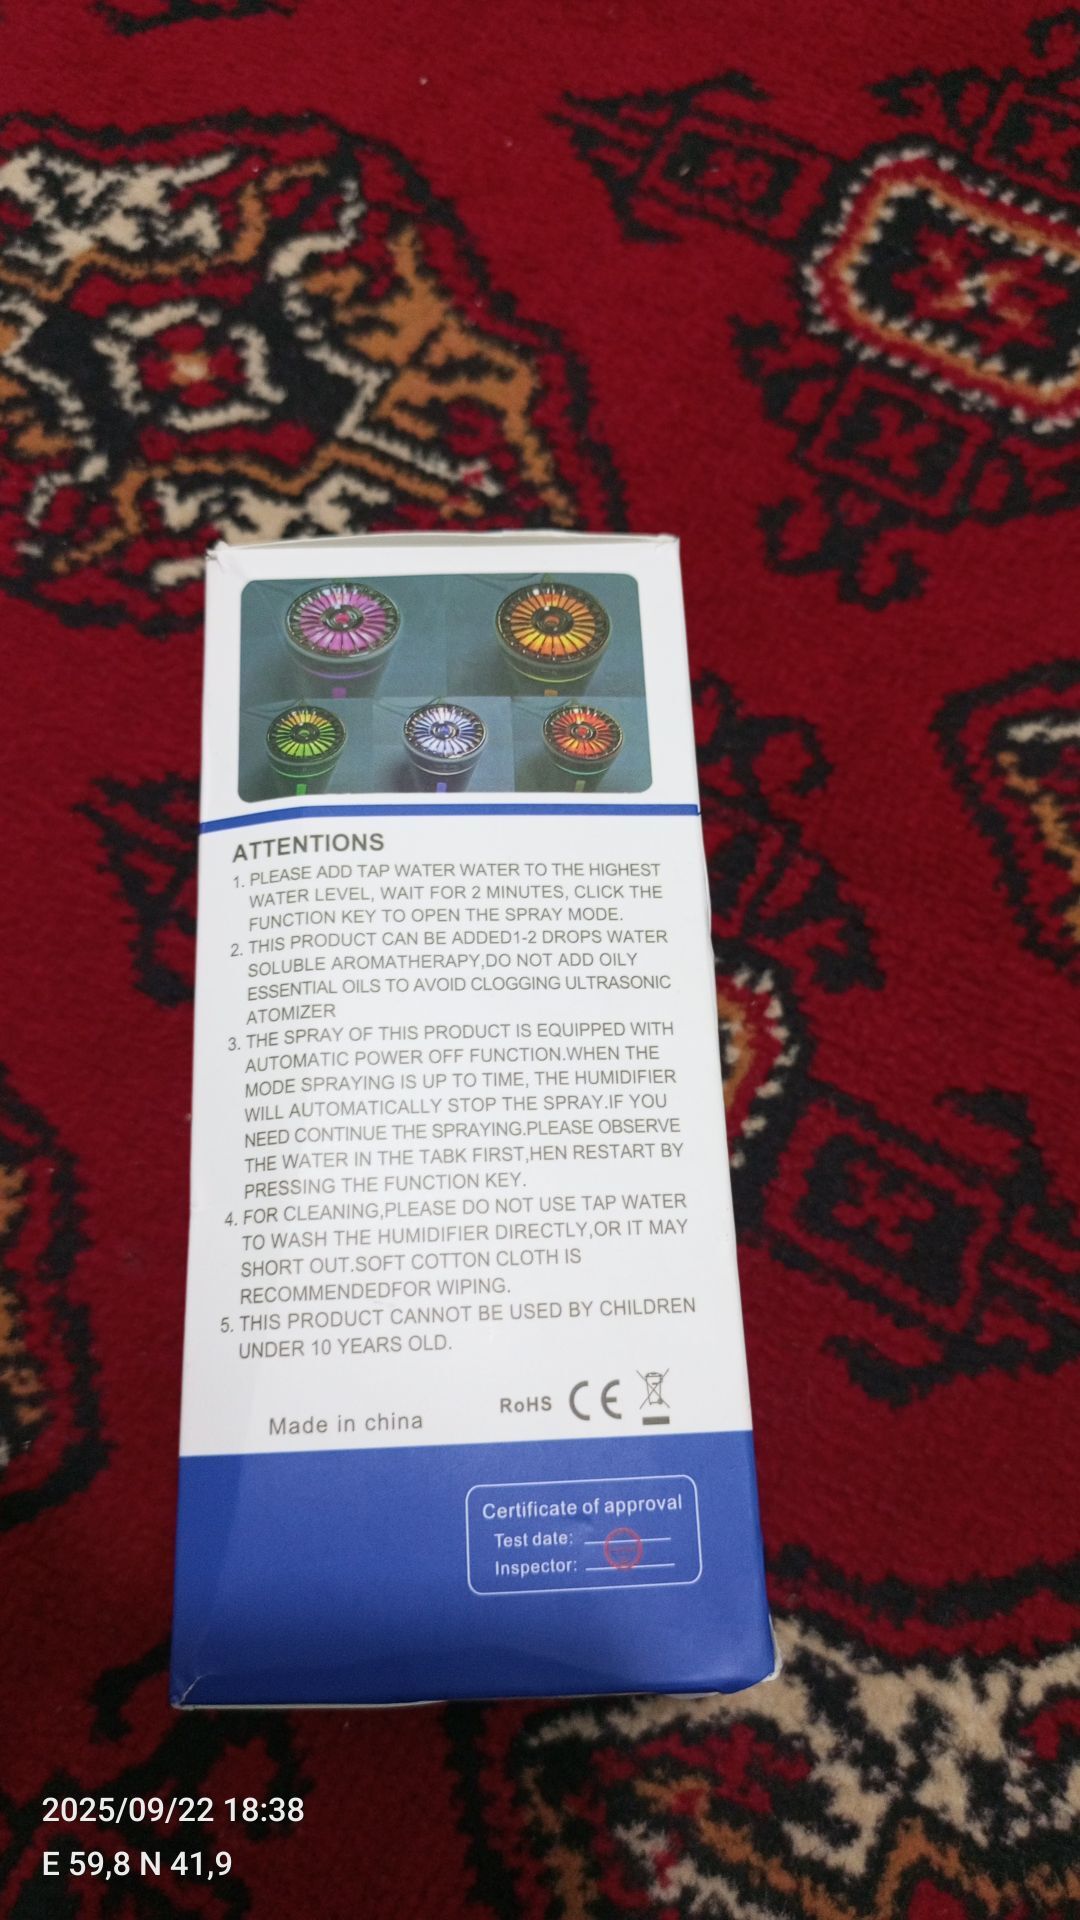 ATTENTIONS
1. PLEASE ADD TAP WATER WATER TO THE HIGHEST
WATER LEVEL, WAIT FOR 2 MINUTES, CLICK THE
FUNCTION KEY TO OPEN THE SPRAY MODE.
2. THIS PRODUCT CAN BE ADDED1-2 DROPS WATER
SOLUBLE AROMATHERAPY,DO NOT ADD OILY
ESSENTIAL OILS TO AVOID CLOGGING ULTRASONIC
ATOMIZER
3. THE SPRAY OF THIS PRODUCT IS EQUIPPED WITH
AUTOMATIC POWER OFF FUNCTION.WHEN THE
MODE SPRAYING IS UP TO TIME, THE HUMIDIFIER
WILL AUTOMATICALLY STOP THE SPRAY.IF YOU
NEED CONTINUE THE SPRAYING.PLEASE OBSERVE
THE WATER IN THE TABK FIRST,HEN RESTART BY
PRESSING THE FUNCTION KEY.
4. FOR CLEANING,PLEASE DO NOT USE TAP WATER
TO WASH THE HUMIDIFIER DIRECTLY,OR IT MAY
SHORT OUT.SOFT COTTON CLOTH IS
RECOMMENDEDFOR WIPING.
5. THIS PRODUCT CANNOT BE USED BY CHILDREN
UNDER 10 YEARS OLD.
Made in china RoHS CE
Certificate of approval
Test date:
Inspector:
2025/09/22 18:38
E 59,8 N 41,9